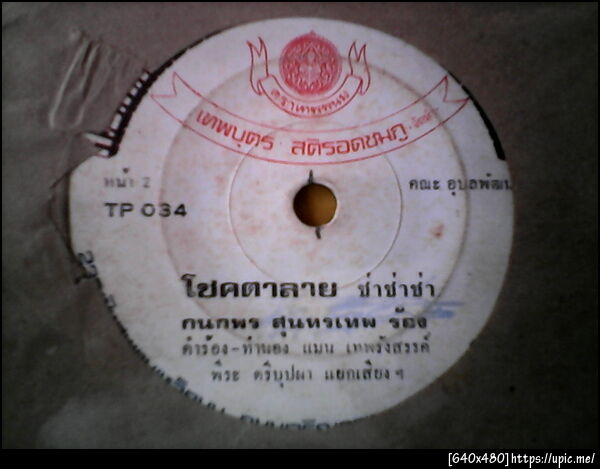 ตราเทพพนม
เทพบุตร สตีรอดชมภู
หน้า 2
คณะ อุบลพัฒน
TP 034
โชคตาลาย ช่าช่าช่า
กนกพร สุนทรเทพ ร้อง
คำร้อง-ทำนอง แมน เทพรังสรรค์
พีระ ตรีบุปผา แยกเสียงฯ
[640x480]https://upic.me/